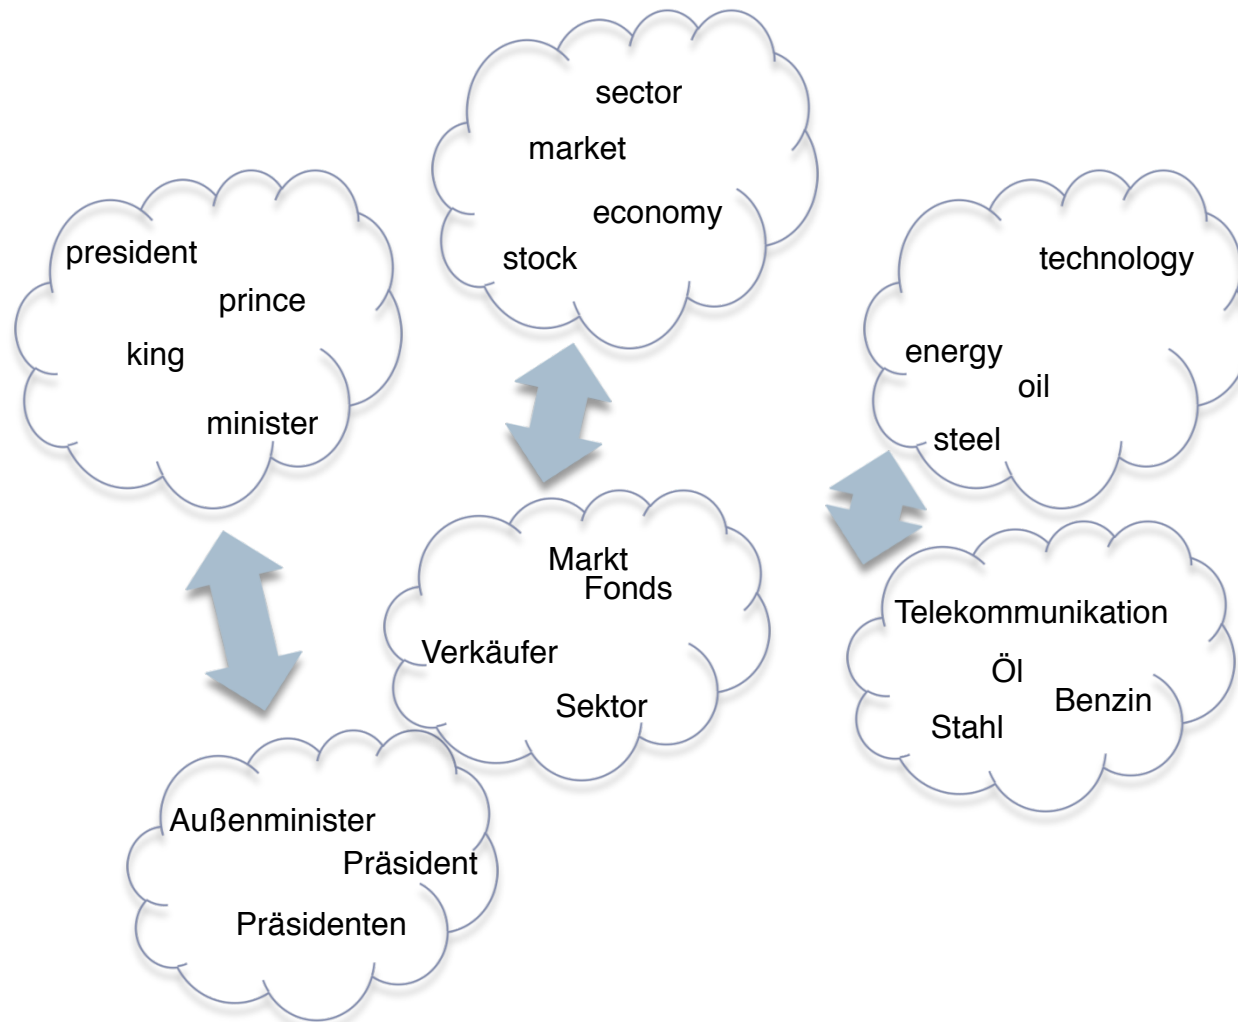 sector
market
economy
stock
president
prince
king
minister
technology
energy
oil
steel
Markt
Fonds
Verkäufer
Sektor
Telekommunikation
Öl
Benzin
Stahl
Außenminister
Präsident
Präsidenten